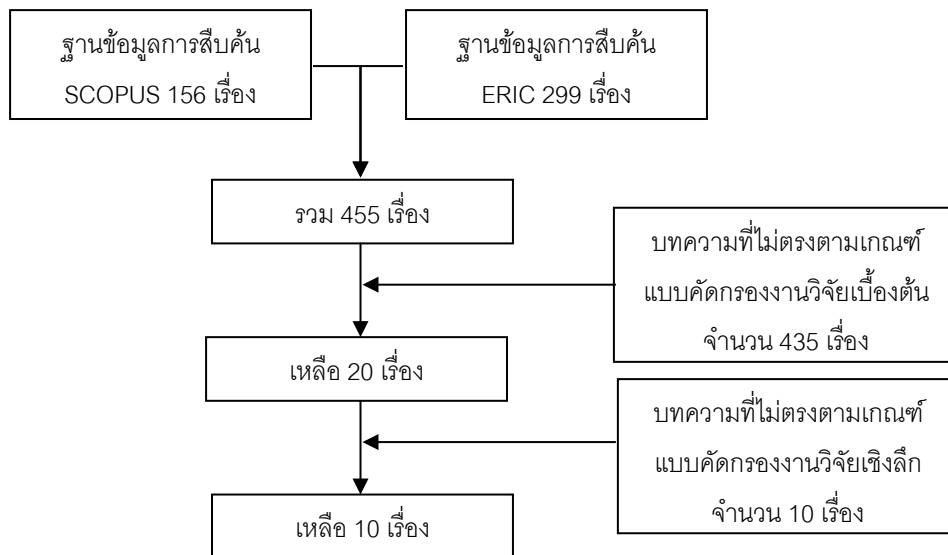 ฐานข้อมูลการสืบค้น
SCOPUS 156 เรื่อง
ฐานข้อมูลการสืบค้น
ERIC 299 เรื่อง
รวม 455 เรื่อง
บทความที่ไม่ตรงตามเกณฑ์
แบบคัดกรองงานวิจัยเบื้องต้น
จำนวน 435 เรื่อง
เหลือ 20 เรื่อง
บทความที่ไม่ตรงตามเกณฑ์
แบบคัดกรองงานวิจัยเชิงลึก
จำนวน 10 เรื่อง
เหลือ 10 เรื่อง